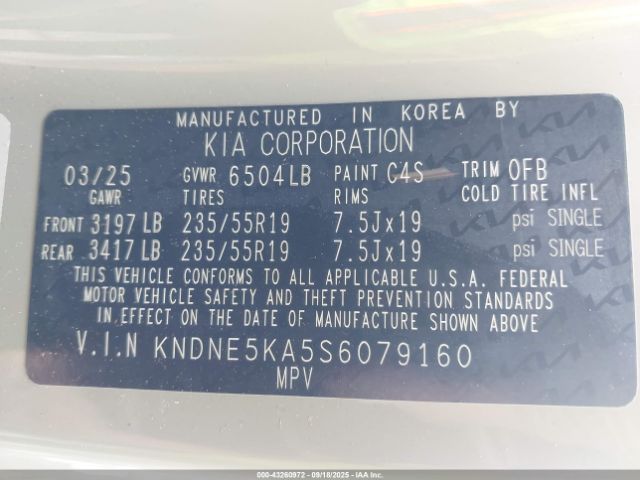 MANUFACTURED IN KOREA BY
KIA CORPORATION
03/25 GVWR 6504LB PAINT C4S TRIM OFB
GAWR TIRES RIMS COLD TIRE INFL
FRONT 3197 LB 235/55R19 7.5Jx19 psi SINGLE
REAR 3417 LB 235/55R19 7.5Jx19 psi SINGLE
THIS VEHICLE CONFORMS TO ALL APPLICABLE U.S.A. FEDERAL
MOTOR VEHICLE SAFETY AND THEFT PREVENTION STANDARDS
IN EFFECT ON THE DATE OF MANUFACTURE SHOWN ABOVE
V.I.N KNDNE5KA5S6079160
MPV
000-43260972 | 09/18/2025 | IAA Inc.